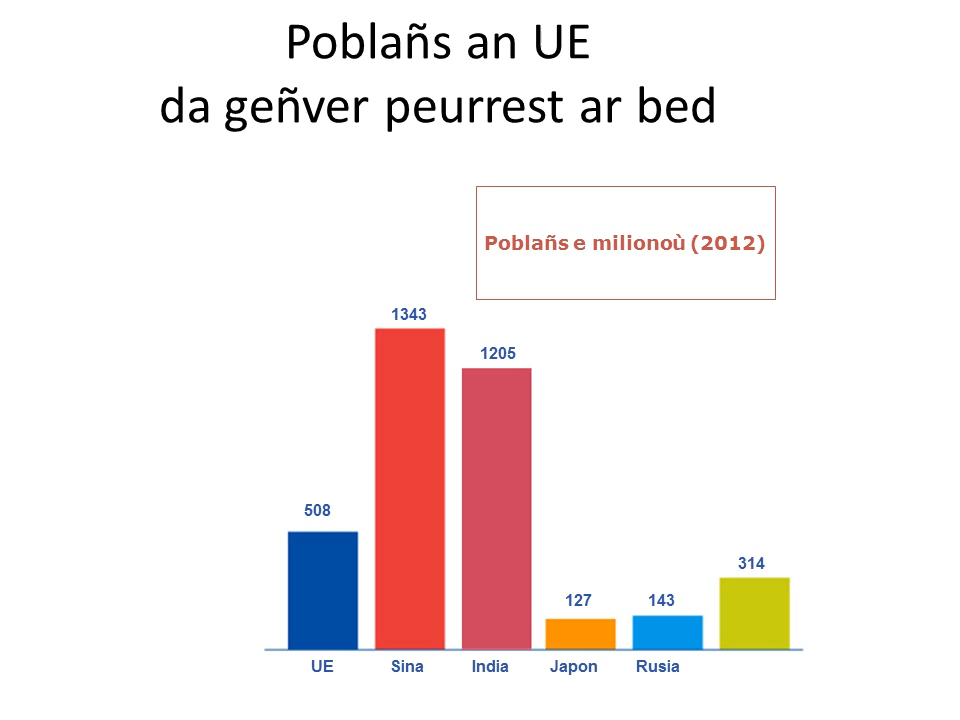 Poblañs an UE
da geñver peurrest ar bed
Poblañs e milionoù (2012)
1343
1205
508
314
127 143
UE Sina India Japon Rusia